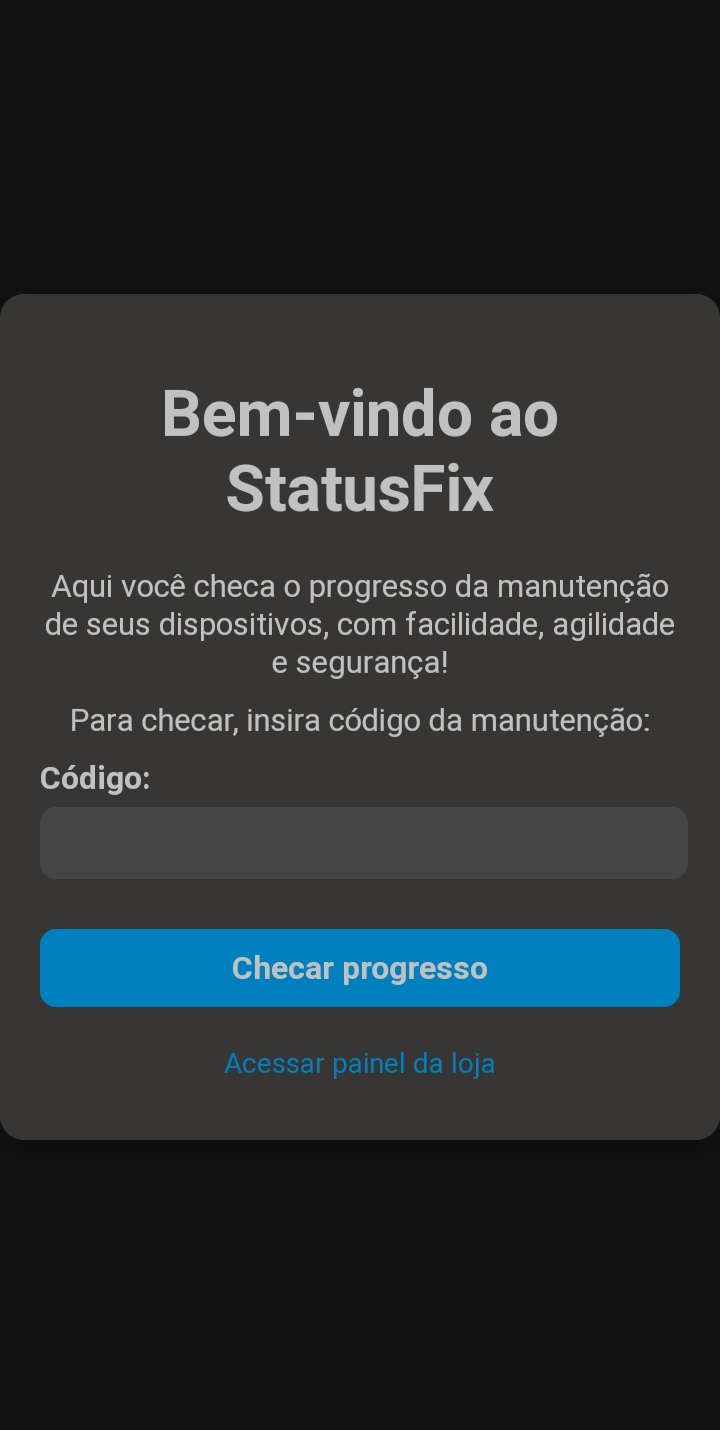 Bem-vindo ao
StatusFix
Aqui você checa o progresso da manutenção
de seus dispositivos, com facilidade, agilidade
e segurança!
Para checar, insira código da manutenção:
Código:
Checar progresso
Acessar painel da loja